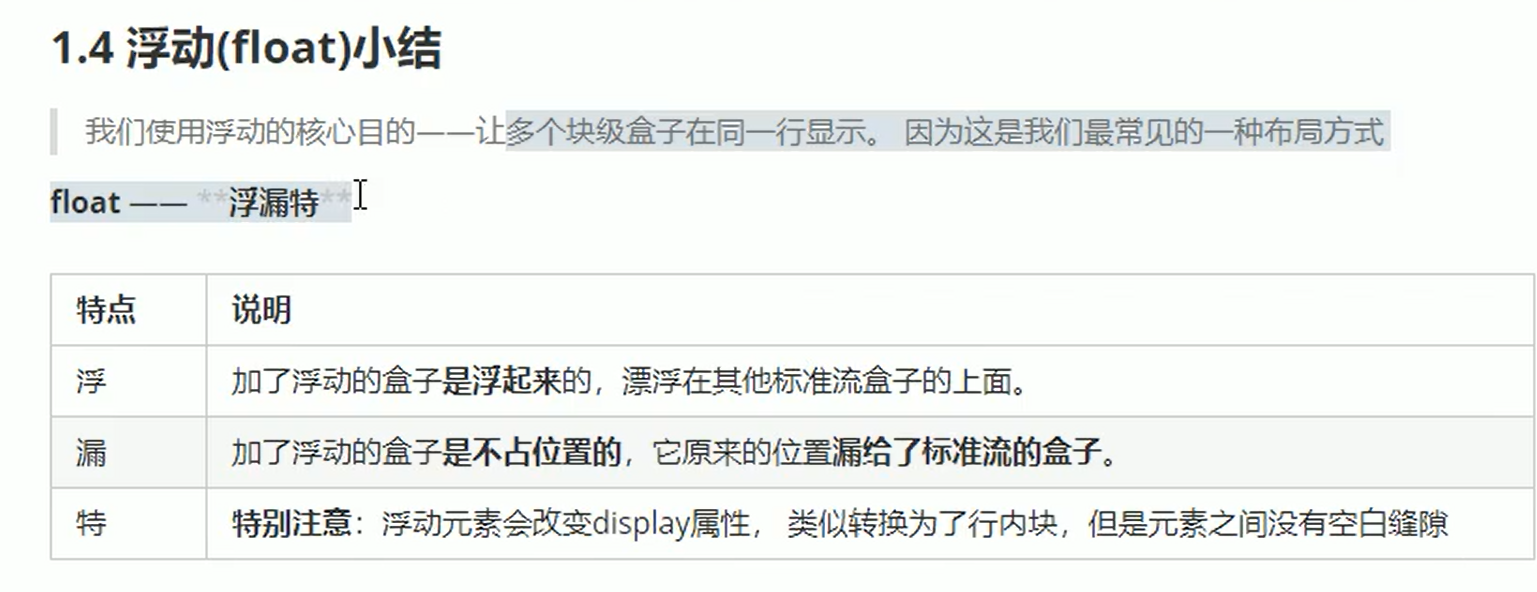 1.4 浮动(float)小结
我们使用浮动的核心目的——让多个块级盒子在同一行显示。 因为这是我们最常见的一种布局方式
float —— **浮漏特**
特点 说明
浮 加了浮动的盒子是浮起来的，漂浮在其他标准流盒子的上面。
漏 加了浮动的盒子是不占位置的，它原来的位置漏给了标准流的盒子。
特 特别注意：浮动元素会改变display属性， 类似转换为了行内块，但是元素之间没有空白缝隙